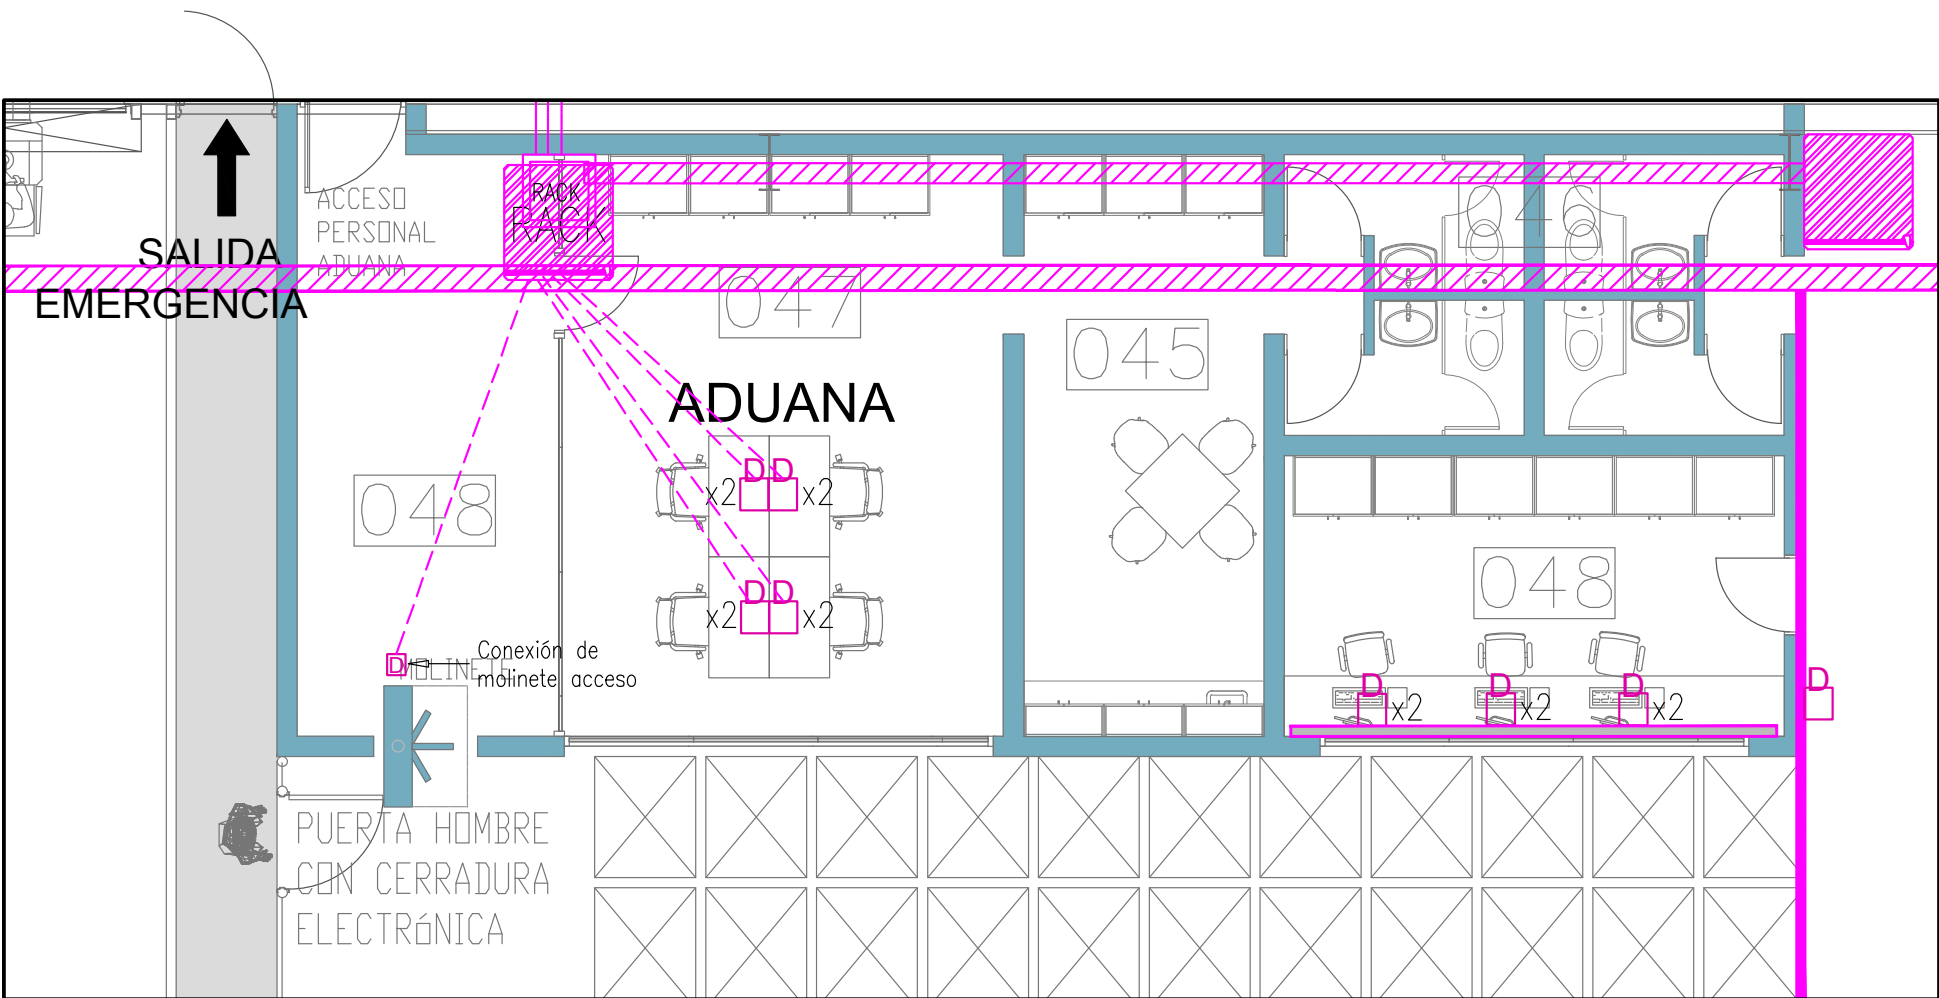 ACCESO
PERSONAL
ADUANA
SALIDA
EMERGENCIA
RACK
RACK
047
045
ADUANA
048
D D
x2 x2
D D
x2 x2
Conexión de
molinete acceso
D
MOLINETE
048
D D D D
x2 x2 x2
PUERTA HOMBRE
CON CERRADURA
ELECTRóNICA